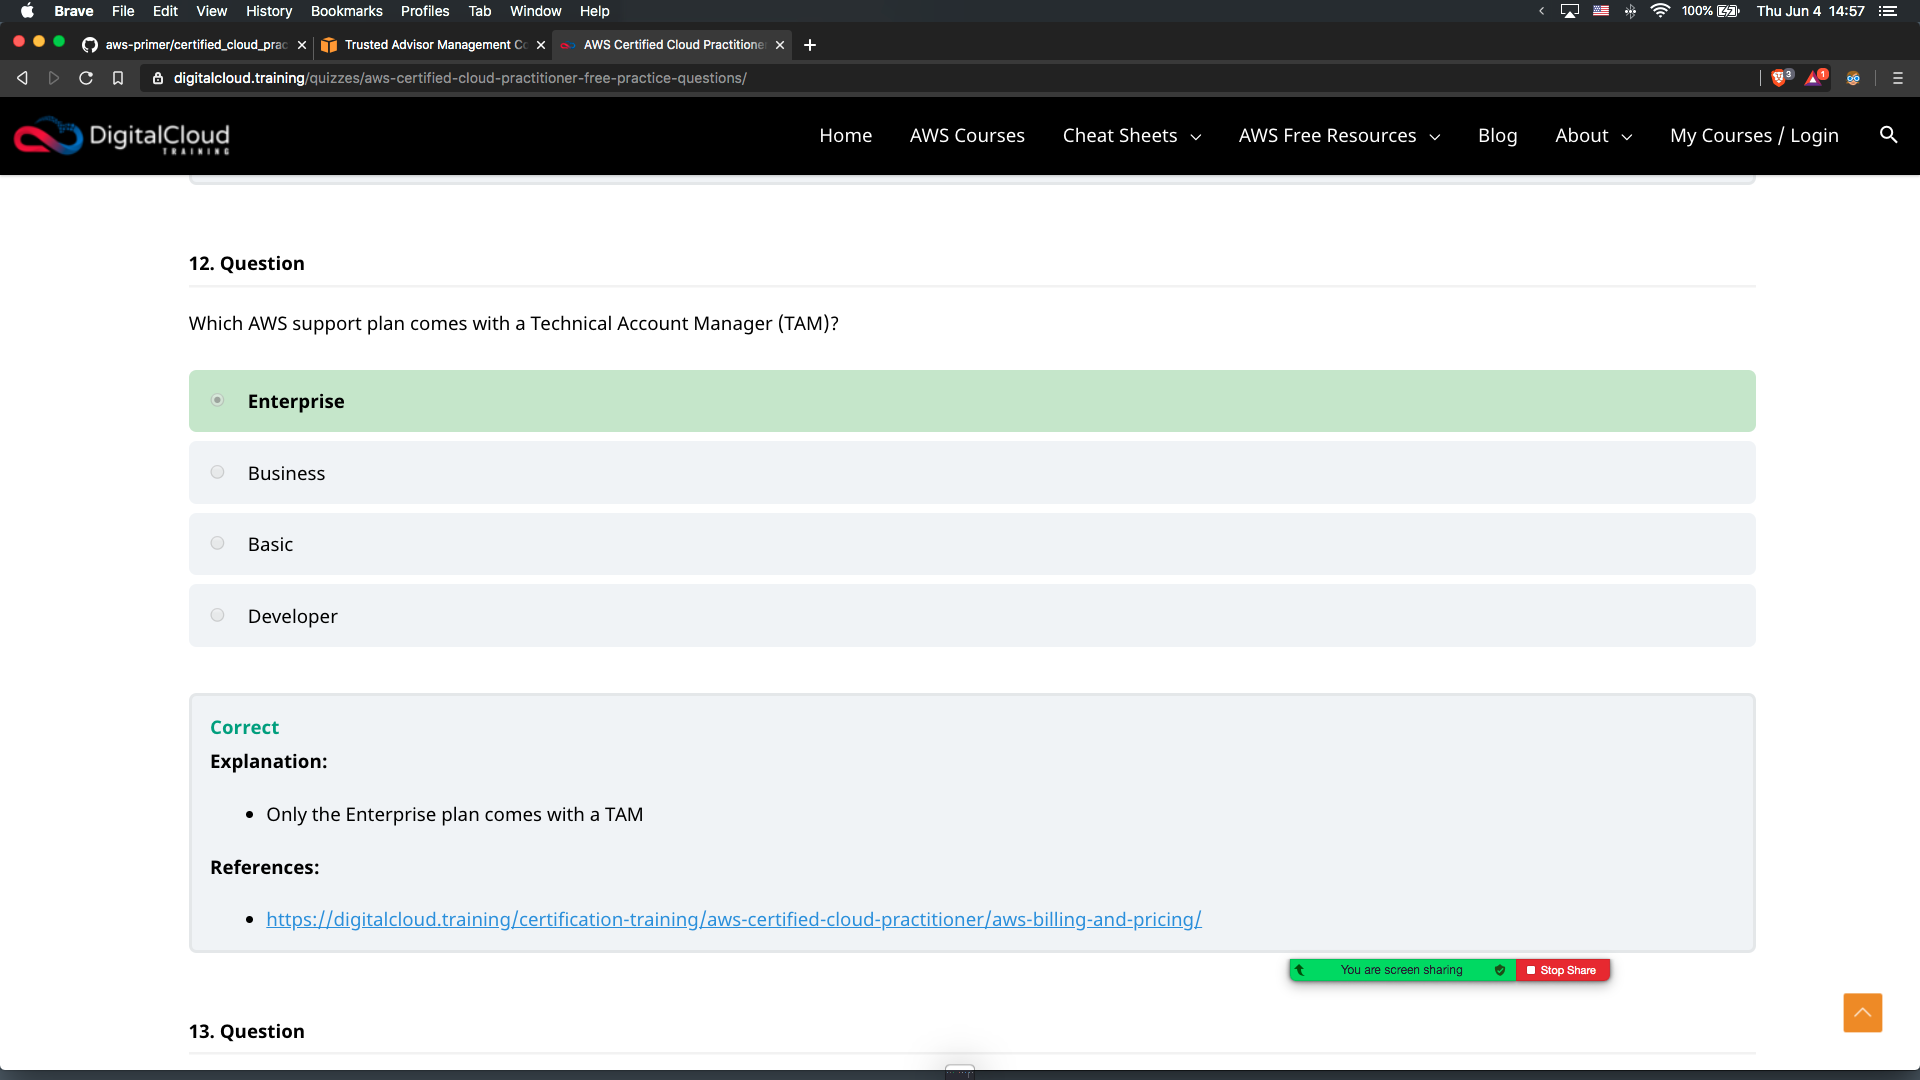 Brave File Edit View History Bookmarks Profiles Tab Window Help 100% Thu Jun 4 14:57
aws-primer/certified_cloud_prac Trusted Advisor Management Co AWS Certified Cloud Practitione
digitalcloud.training/quizzes/aws-certified-cloud-practitioner-free-practice-questions/ 3 1
DigitalCloud
TRAINING
Home AWS Courses Cheat Sheets AWS Free Resources Blog About My Courses / Login
12. Question
Which AWS support plan comes with a Technical Account Manager (TAM)?
Enterprise
Business
Basic
Developer
Correct
Explanation:
Only the Enterprise plan comes with a TAM
References:
https://digitalcloud.training/certification-training/aws-certified-cloud-practitioner/aws-billing-and-pricing/
You are screen sharing Stop Share
13. Question